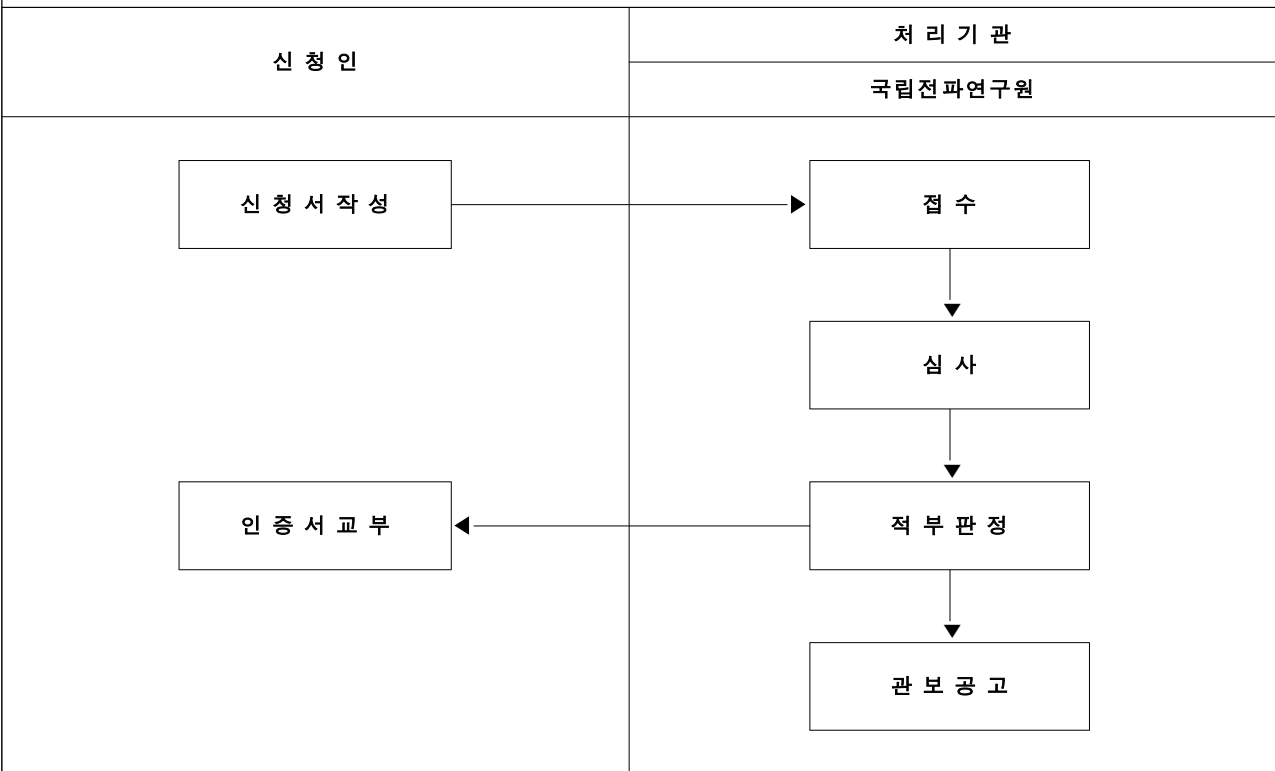 신 청 인
처 리 기 관
국립전파연구원
신 청 서 작 성
접 수
심 사
인 증 서 교 부
적 부 판 정
관 보 공 고